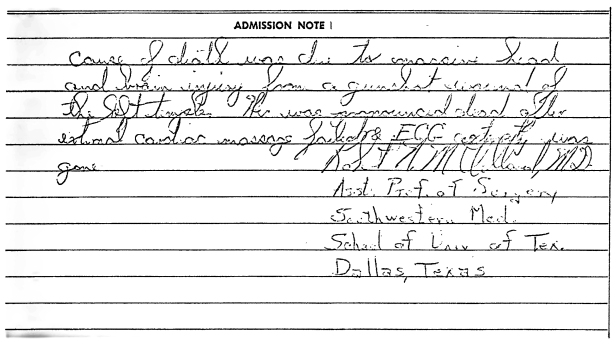 ADMISSION NOTE
Cause of death was due to massive head
and brain injury from a gunshot wound of
the left temple. He was pronounced dead after
external cardiac massage failed & ECG activity was
gone
Robert N. McClelland, M.D.
Asst. Prof. of Surgery
Southwestern Med.
School of Univ of Tex.
Dallas, Texas